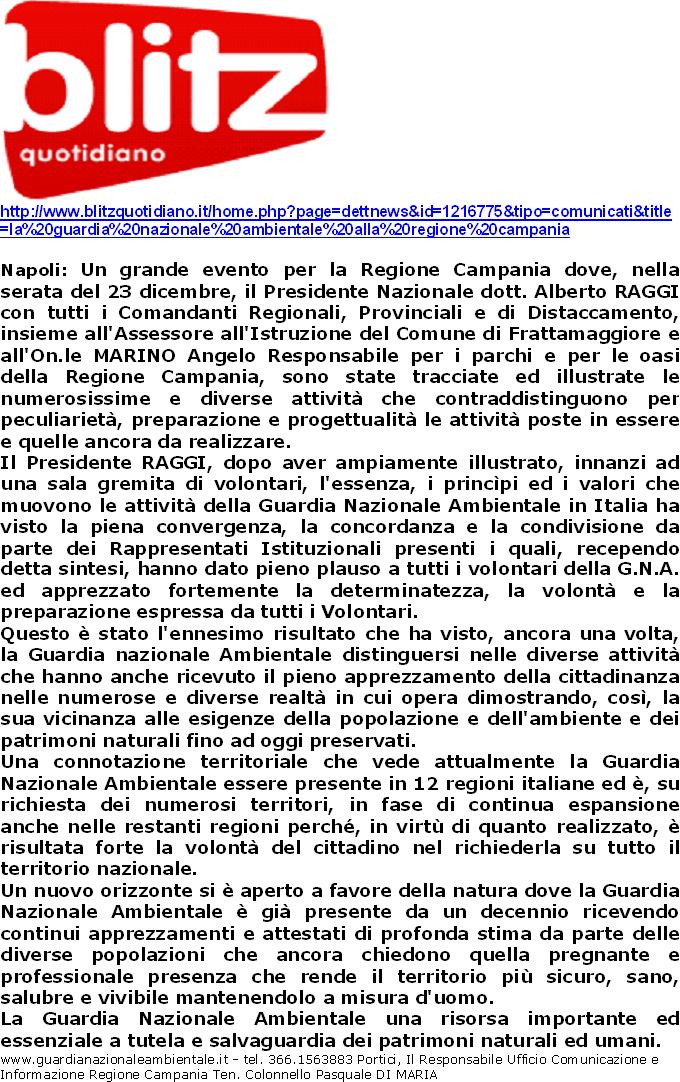 blitz
quotidiano
http://www.blitzquotidiano.it/home.php?page=dettnews&id=1216775&tipo=comunicati&title
=la%20guardia%20nazionale%20ambientale%20alla%20regione%20campania
Napoli: Un grande evento per la Regione Campania dove, nella
serata del 23 dicembre, il Presidente Nazionale dott. Alberto RAGGI
con tutti i Comandanti Regionali, Provinciali e di Distaccamento,
insieme all'Assessore all'Istruzione del Comune di Frattamaggiore e
all'On.le MARINO Angelo Responsabile per i parchi e per le oasi
della Regione Campania, sono state tracciate ed illustrate le
numerosissime e diverse attività che contraddistinguono per
peculiarietà, preparazione e progettualità le attività poste in essere
e quelle ancora da realizzare.
Il Presidente RAGGI, dopo aver ampiamente illustrato, innanzi ad
una sala gremita di volontari, l'essenza, i princìpi ed i valori che
muovono le attività della Guardia Nazionale Ambientale in Italia ha
visto la piena convergenza, la concordanza e la condivisione da
parte dei Rappresentati Istituzionali presenti i quali, recependo
detta sintesi, hanno dato pieno plauso a tutti i volontari della G.N.A.
ed apprezzato fortemente la determinatezza, la volontà e la
preparazione espressa da tutti i Volontari.
Questo è stato l'ennesimo risultato che ha visto, ancora una volta,
la Guardia nazionale Ambientale distinguersi nelle diverse attività
che hanno anche ricevuto il pieno apprezzamento della cittadinanza
nelle numerose e diverse realtà in cui opera dimostrando, così, la
sua vicinanza alle esigenze della popolazione e dell'ambiente e dei
patrimoni naturali fino ad oggi preservati.
Una connotazione territoriale che vede attualmente la Guardia
Nazionale Ambientale essere presente in 12 regioni italiane ed è, su
richiesta dei numerosi territori, in fase di continua espansione
anche nelle restanti regioni perché, in virtù di quanto realizzato, è
risultata forte la volontà del cittadino nel richiederla su tutto il
territorio nazionale.
Un nuovo orizzonte si è aperto a favore della natura dove la Guardia
Nazionale Ambientale è già presente da un decennio ricevendo
continui apprezzamenti e attestati di profonda stima da parte delle
diverse popolazioni che ancora chiedono quella pregnante e
professionale presenza che rende il territorio più sicuro, sano,
salubre e vivibile mantenendolo a misura d'uomo.
La Guardia Nazionale Ambientale una risorsa importante ed
essenziale a tutela e salvaguardia dei patrimoni naturali ed umani.
www.guardianazionaleambientale.it – tel. 366.1563883 Portici, Il Responsabile Ufficio Comunicazione e
Informazione Regione Campania Ten. Colonnello Pasquale DI MARIA